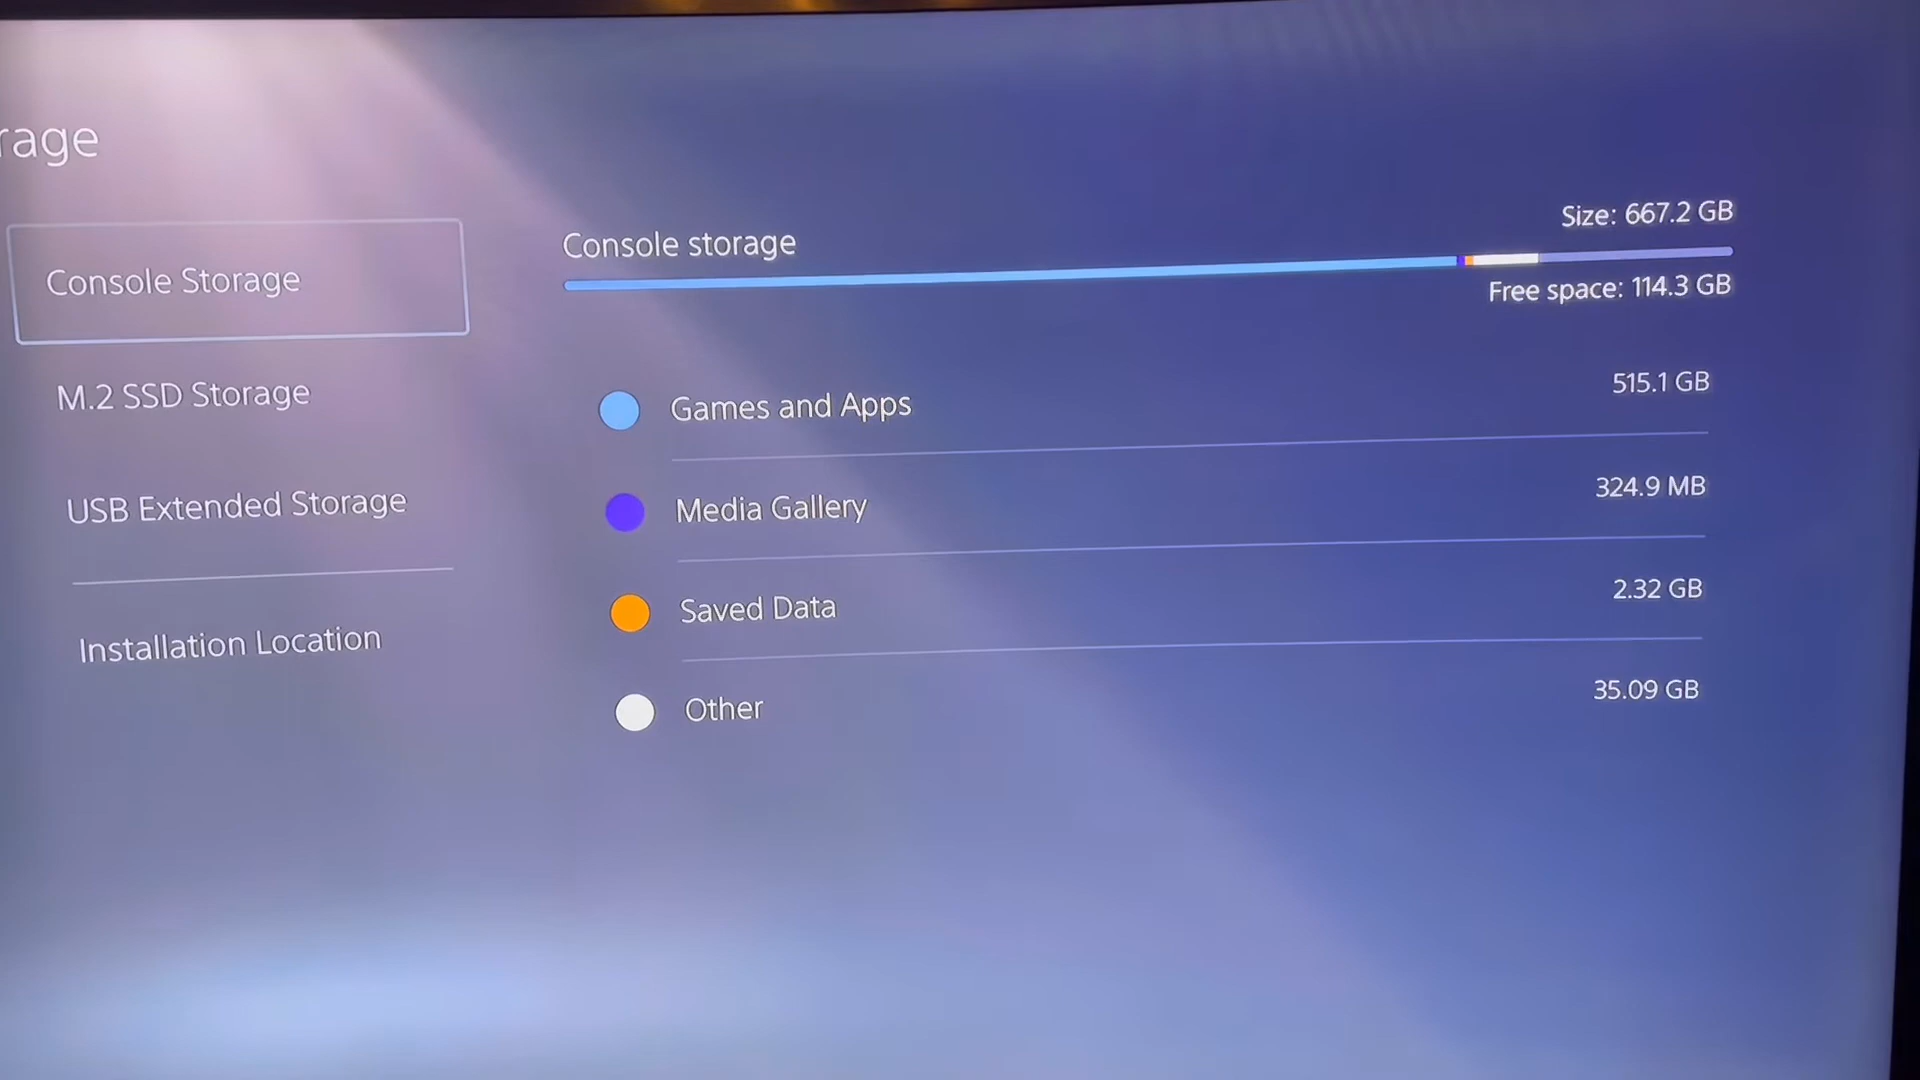 rage
Console Storage
M.2 SSD Storage
USB Extended Storage
Installation Location
Console storage
Size: 667.2 GB
Free space: 114.3 GB
Games and Apps 515.1 GB
Media Gallery 324.9 MB
Saved Data 2.32 GB
Other 35.09 GB